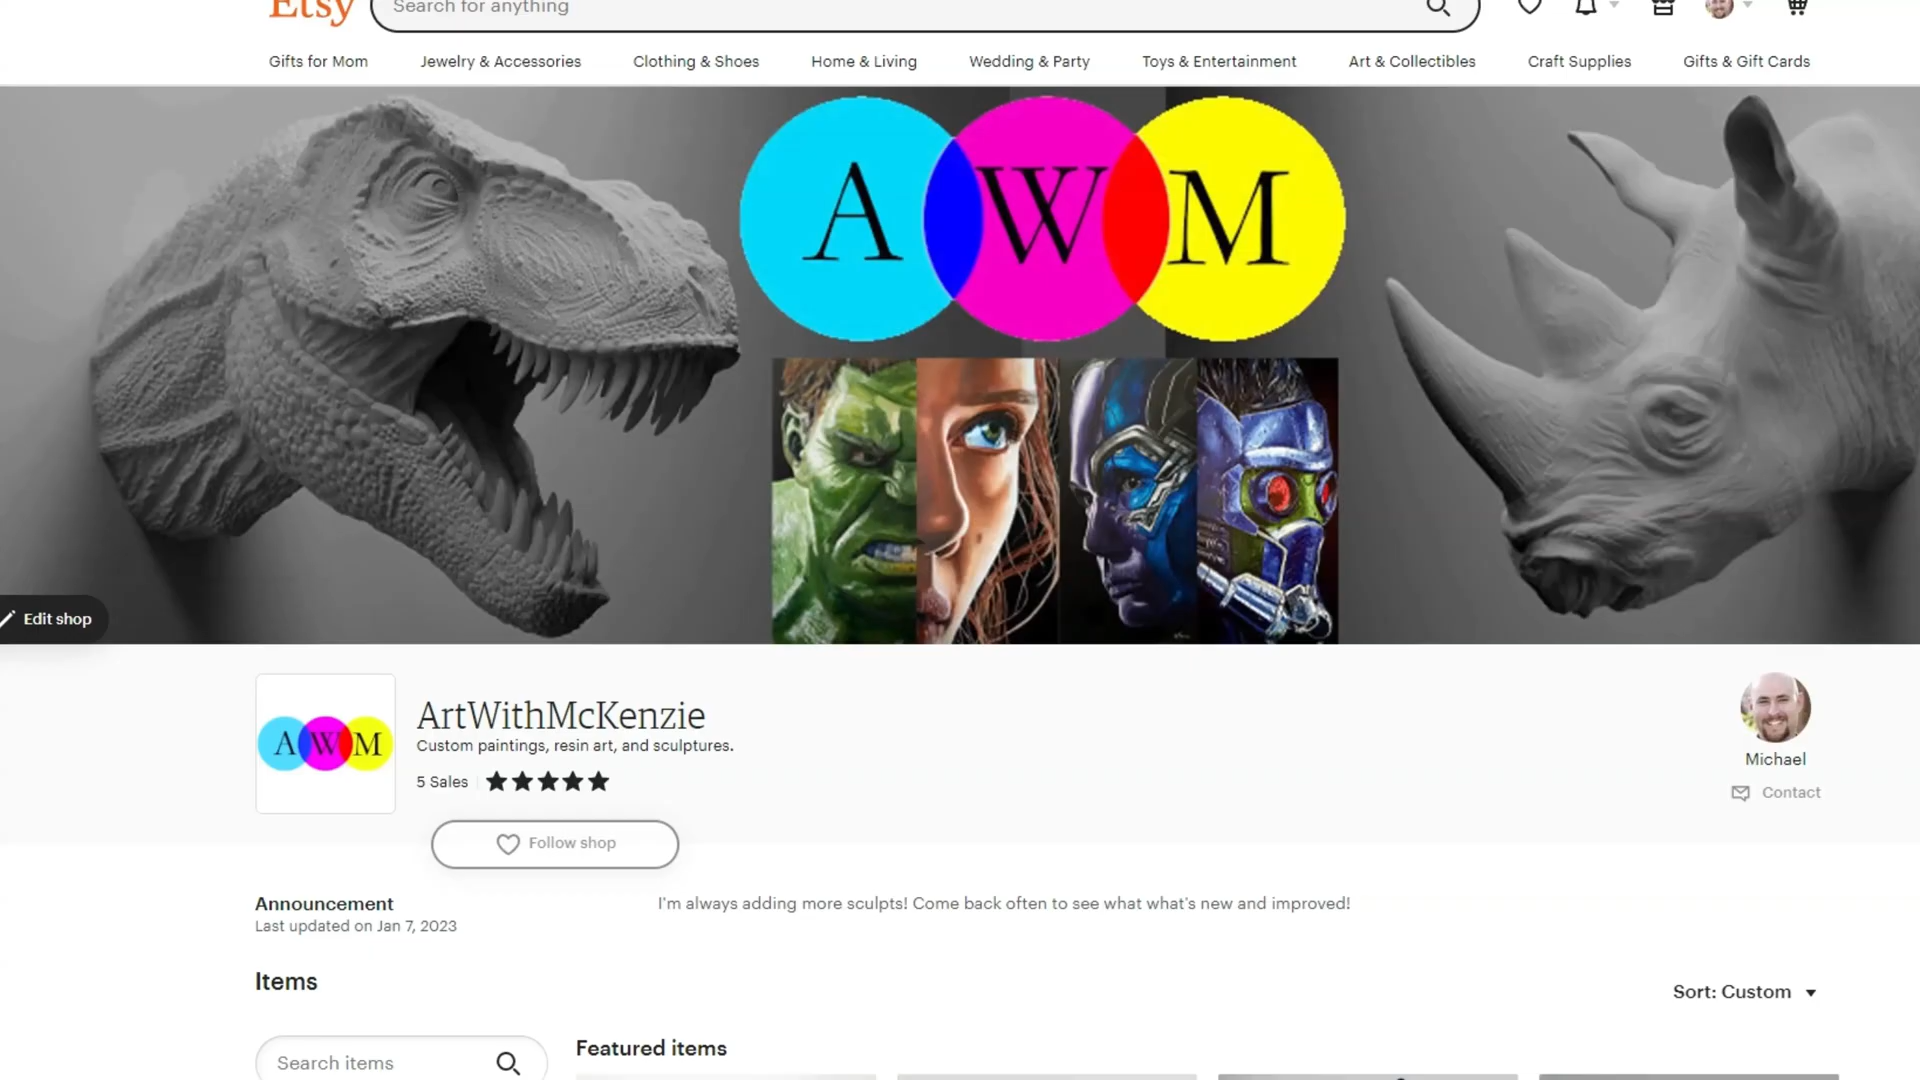 Etsy
Search for anything
Gifts for Mom Jewelry & Accessories Clothing & Shoes Home & Living Wedding & Party Toys & Entertainment Art & Collectibles Craft Supplies Gifts & Gift Cards
A W M
Edit shop
A W M
ArtWithMcKenzie
Custom paintings, resin art, and sculptures.
5 Sales
Follow shop
Michael
Contact
Announcement
Last updated on Jan 7, 2023
I'm always adding more sculpts! Come back often to see what what's new and improved!
Items
Sort: Custom
Search items
Featured items